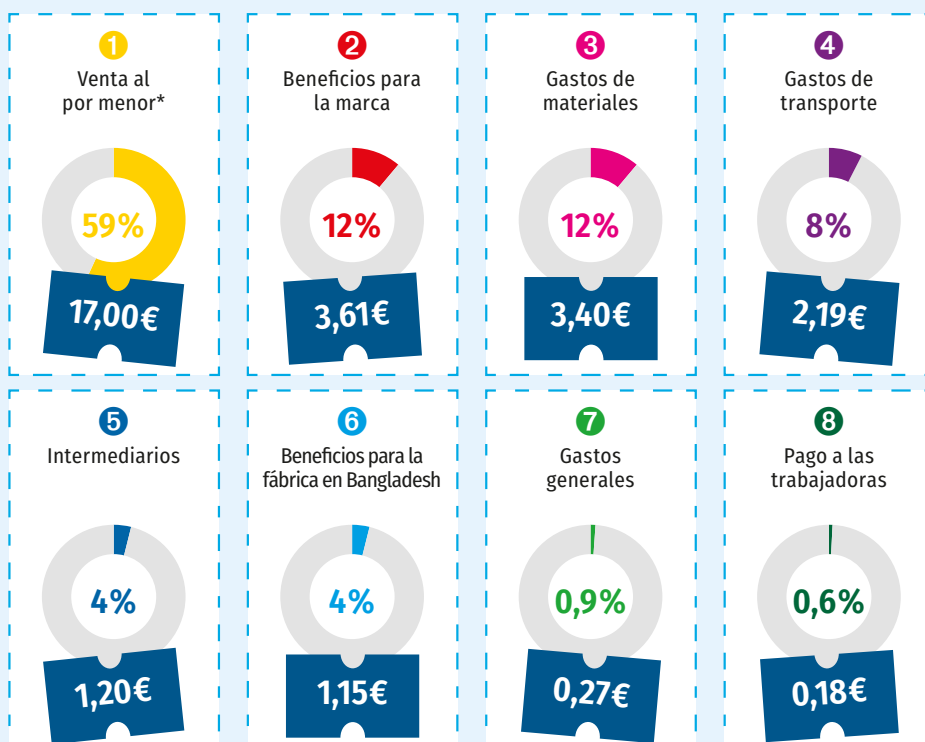 1
Venta al
por menor*
59%
17,00€
2
Beneficios para
la marca
12%
3,61€
3
Gastos de
materiales
12%
3,40€
4
Gastos de
transporte
8%
2,19€
5
Intermediarios
4%
1,20€
6
Beneficios para la
fábrica en Bangladesh
4%
1,15€
7
Gastos
generales
0,9%
0,27€
8
Pago a las
trabajadoras
0,6%
0,18€